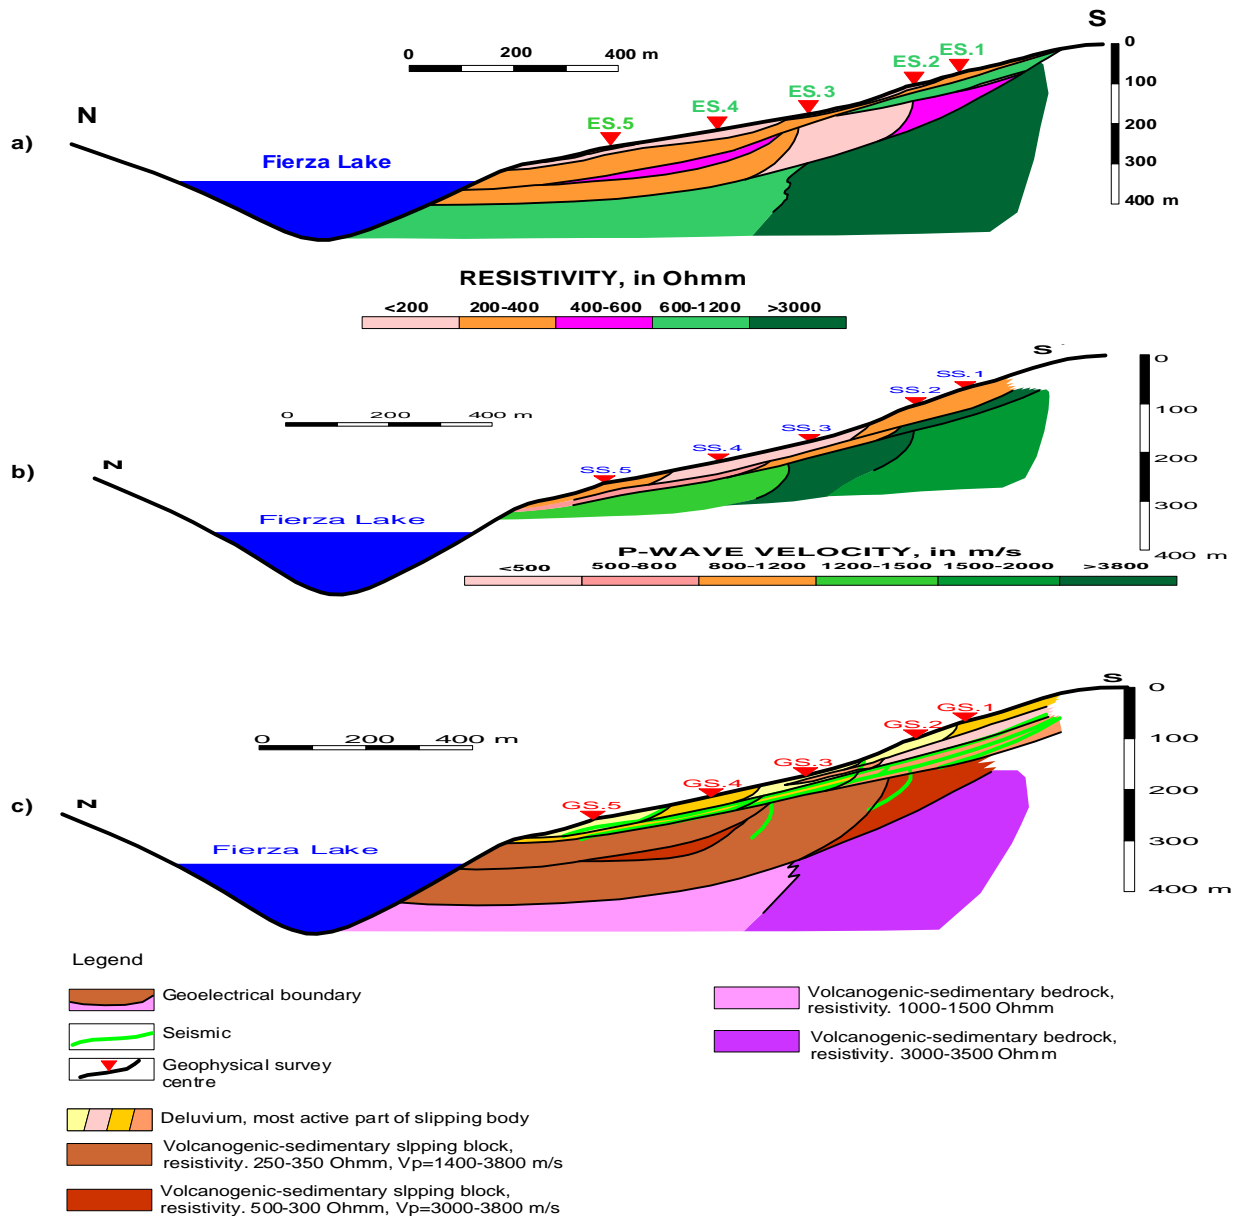 S
0 200 400 m
0
100
200
300
400 m
ES.1
ES.2
ES.3
ES.4
ES.5
N
a)
Fierza Lake
RESISTIVITY, in Ohmm
<200 200-400 400-600 600-1200 >3000
S
0
100
200
300
400 m
SS.1
SS.2
SS.3
SS.4
SS.5
0 200 400 m
N
b)
Fierza Lake
P-WAVE VELOCITY, in m/s
<500 500-800 800-1200 1200-1500 1500-2000 >3800
S
0
100
200
300
400 m
GS.1
GS.2
GS.3
GS.4
GS.5
0 200 400 m
N
c)
Fierza Lake
Legend
Geoelectrical boundary
Seismic
Geophysical survey
centre
Deluvium, most active part of slipping body
Volcanogenic-sedimentary slpping block,
resistivity. 250-350 Ohmm, Vp=1400-3800 m/s
Volcanogenic-sedimentary slpping block,
resistivity. 500-300 Ohmm, Vp=3000-3800 m/s
Volcanogenic-sedimentary bedrock,
resistivity. 1000-1500 Ohmm
Volcanogenic-sedimentary bedrock,
resistivity. 3000-3500 Ohmm